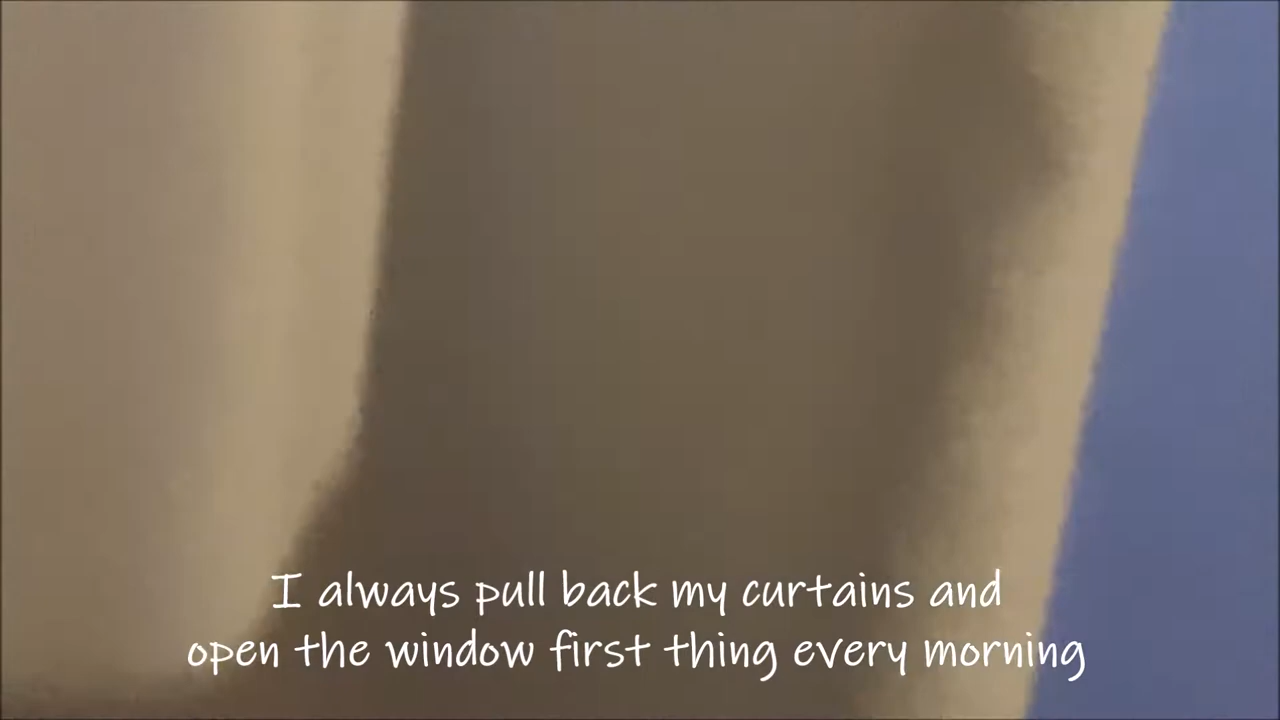 I always pull back my curtains and
open the window first thing every morning